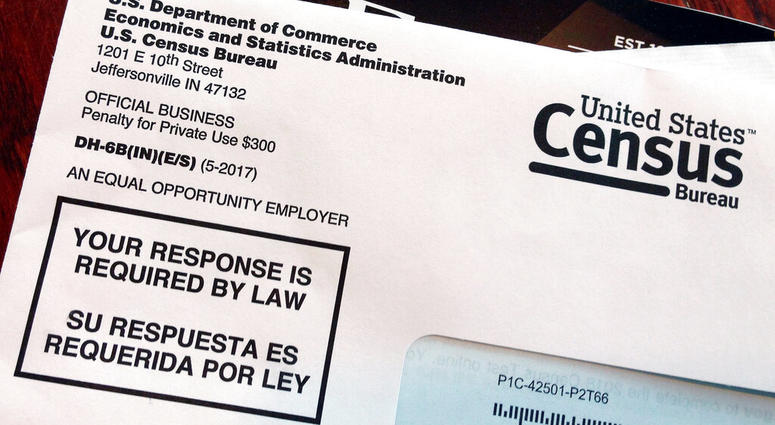 U.S. Department of Commerce
Economics and Statistics Administration
U.S. Census Bureau
1201 E 10th Street
Jeffersonville IN 47132
OFFICIAL BUSINESS
Penalty for Private Use $300
DH-6B(IN)(E/S) (5-2017)
AN EQUAL OPPORTUNITY EMPLOYER
YOUR RESPONSE IS
REQUIRED BY LAW
SU RESPUESTA ES
REQUERIDA POR LEY
EST
United States™
Census
Bureau
P1C-42501-P2T66